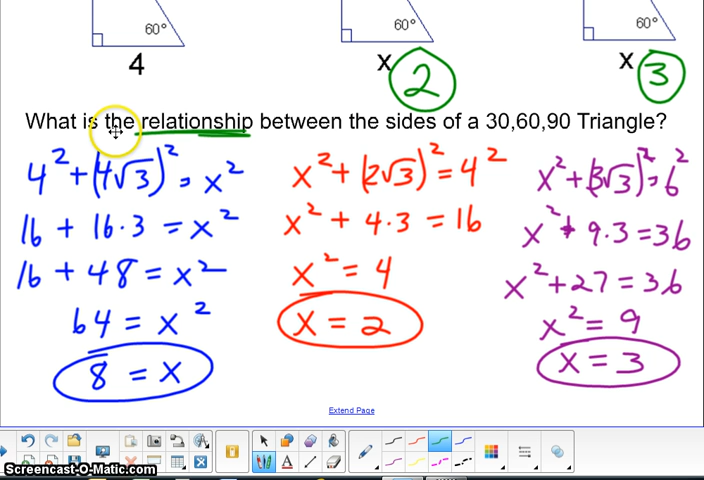 60° 60° 60°
4 x 2 x 3
What is the relationship between the sides of a 30,60,90 Triangle?
4² + (4√3)² = x²
16 + 16·3 = x²
16 + 48 = x²
64 = x²
8 = x
x² + (2√3)² = 4²
x² + 4·3 = 16
x² = 4
x = 2
x² + (3√3)² = 6²
x² + 9·3 = 36
x² + 27 = 36
x² = 9
x = 3
Extend Page
A
Screencast-O-Matic.com